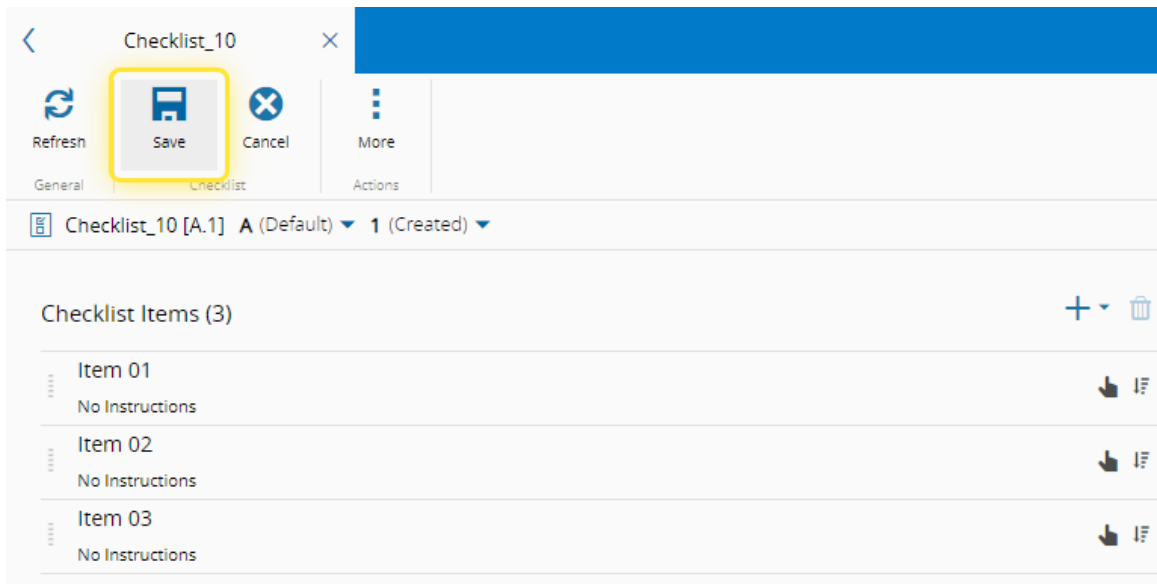 Checklist_10
Refresh Save Cancel More
General Checklist Actions
Checklist_10 [A.1] A (Default) 1 (Created)
Checklist Items (3)
Item 01
No Instructions
Item 02
No Instructions
Item 03
No Instructions